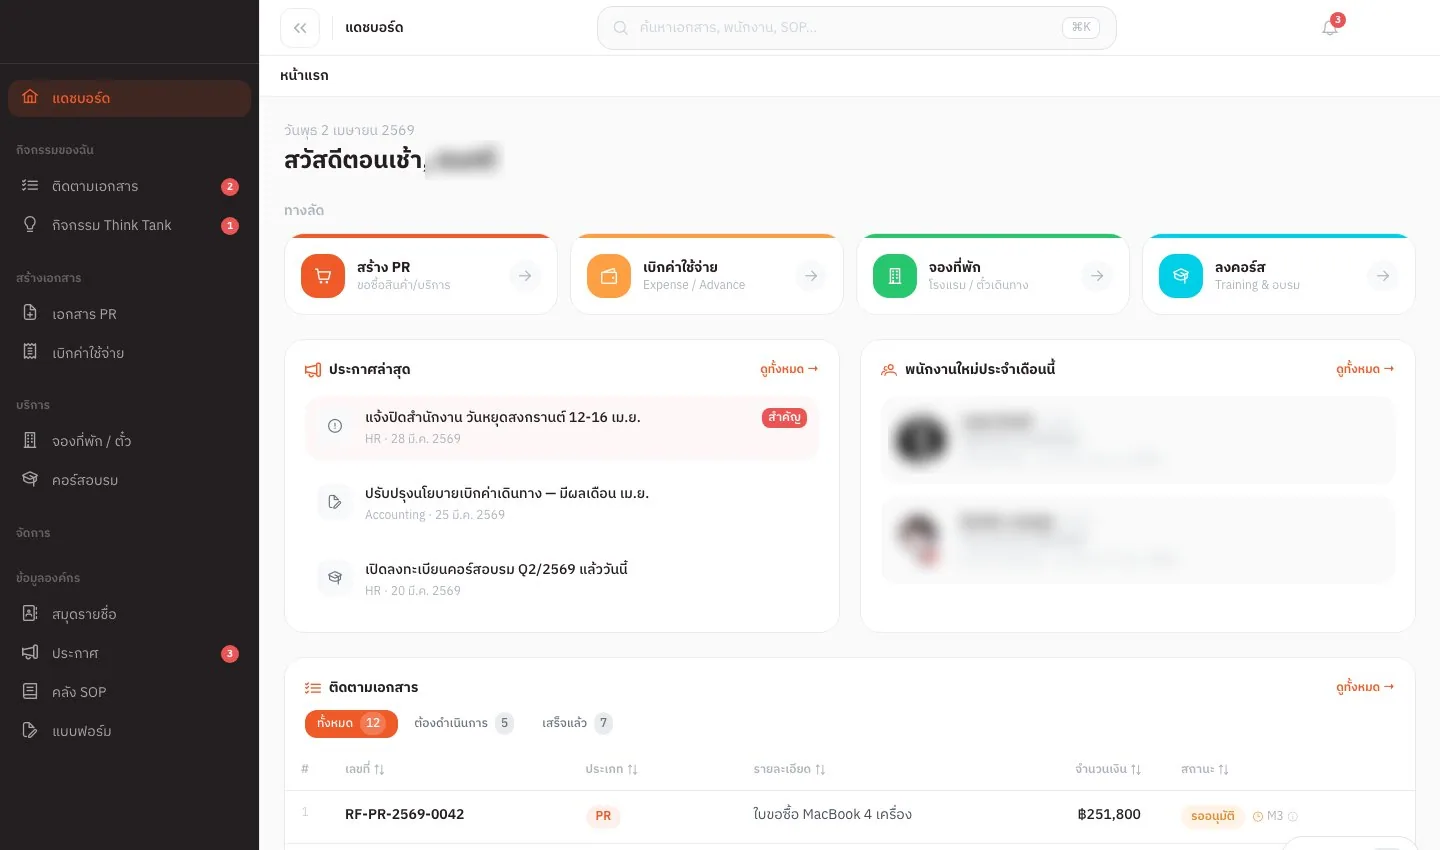 แดชบอร์ด
ค้นหาเอกสาร, พนักงาน, SOP...
⌘K
3
หน้าแรก
แดชบอร์ด
กิจกรรมของฉัน
ติดตามเอกสาร 2
กิจกรรม Think Tank 1
สร้างเอกสาร
เอกสาร PR
เบิกค่าใช้จ่าย
บริการ
จองที่พัก / ตั๋ว
คอร์สอบรม
จัดการ
ข้อมูลองค์กร
สมุดรายชื่อ
ประกาศ 3
คลัง SOP
แบบฟอร์ม
วันพุธ 2 เมษายน 2569
สวัสดีตอนเช้า,
ทางลัด
สร้าง PR
ขอซื้อสินค้า/บริการ
เบิกค่าใช้จ่าย
Expense / Advance
จองที่พัก
โรงแรม / ตั๋วเดินทาง
ลงคอร์ส
Training & อบรม
ประกาศล่าสุด
ดูทั้งหมด →
แจ้งปิดสำนักงาน วันหยุดสงกรานต์ 12-16 เม.ย.
สำคัญ
HR · 28 มี.ค. 2569
ปรับปรุงนโยบายเบิกค่าเดินทาง — มีผลเดือน เม.ย.
Accounting · 25 มี.ค. 2569
เปิดลงทะเบียนคอร์สอบรม Q2/2569 แล้ววันนี้
HR · 20 มี.ค. 2569
พนักงานใหม่ประจำเดือนนี้
ดูทั้งหมด →
ติดตามเอกสาร
ดูทั้งหมด →
ทั้งหมด 12 ต้องดำเนินการ 5 เสร็จแล้ว 7
# เลขที่ ↑↓ ประเภท ↑↓ รายละเอียด ↑↓ จำนวนเงิน ↑↓ สถานะ ↑↓
1 RF-PR-2569-0042 PR ใบขอซื้อ MacBook 4 เครื่อง ฿251,800 รออนุมัติ M3